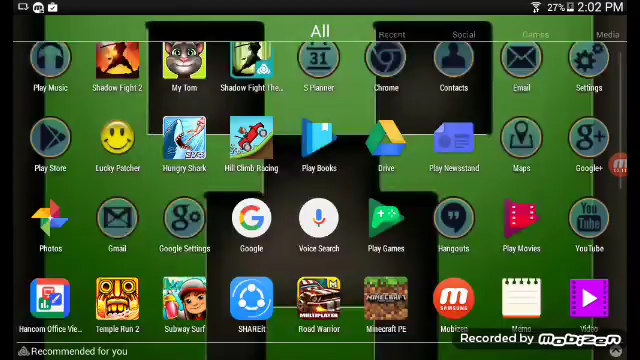 27% 2:02 PM
All
Recent Social Games Media
31
Play Music Shadow Fight 2 My Tom Shadow Fight The... S Planner Chrome Contacts Email Settings
Play Store Lucky Patcher Hungry Shark Hill Climb Racing Play Books Drive Play Newsstand Maps Google+
Photos Gmail Google Settings Google Voice Search Play Games Hangouts Play Movies YouTube
Hancom Office Vie... Temple Run 2 Subway Surf SHAREit Road Warrior Minecraft PE Mobizen Memo Video
Recommended for you
Recorded by Mobizen